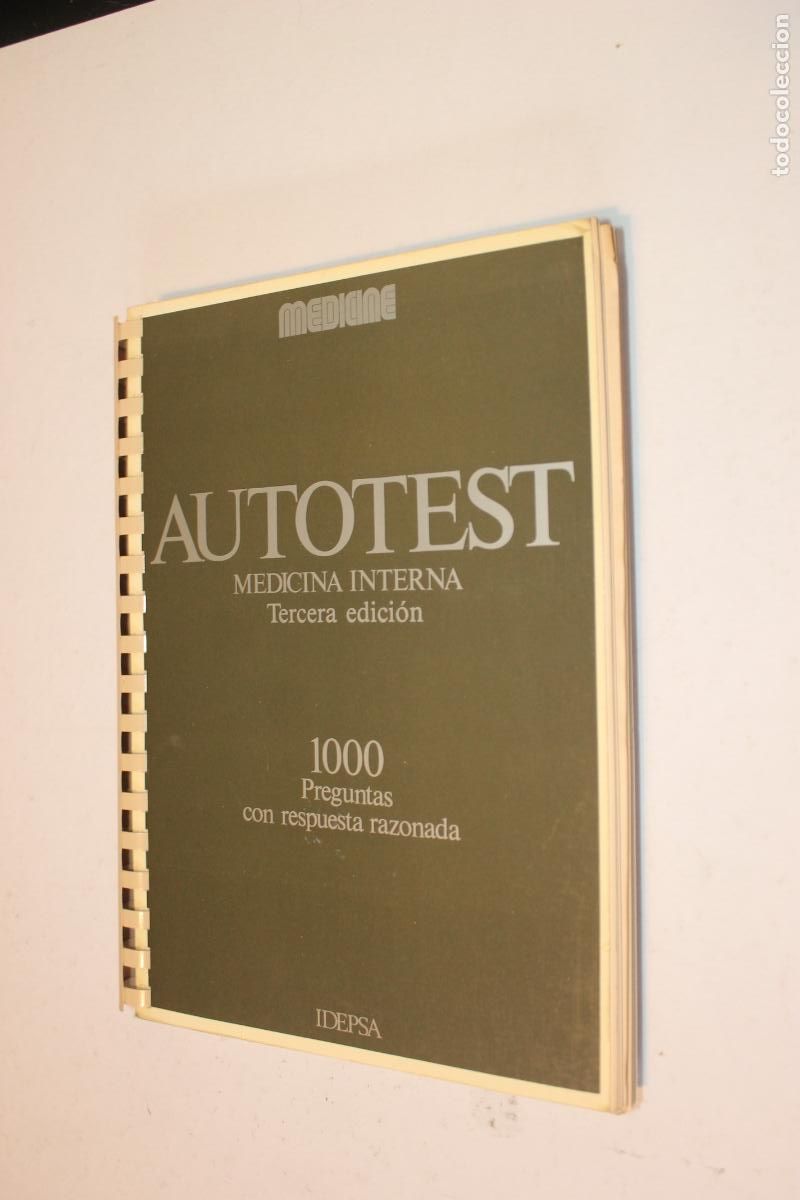 MEDICINE
AUTOTEST
MEDICINA INTERNA
Tercera edición
1000
Preguntas
con respuesta razonada
IDEPSA
todocoleccion